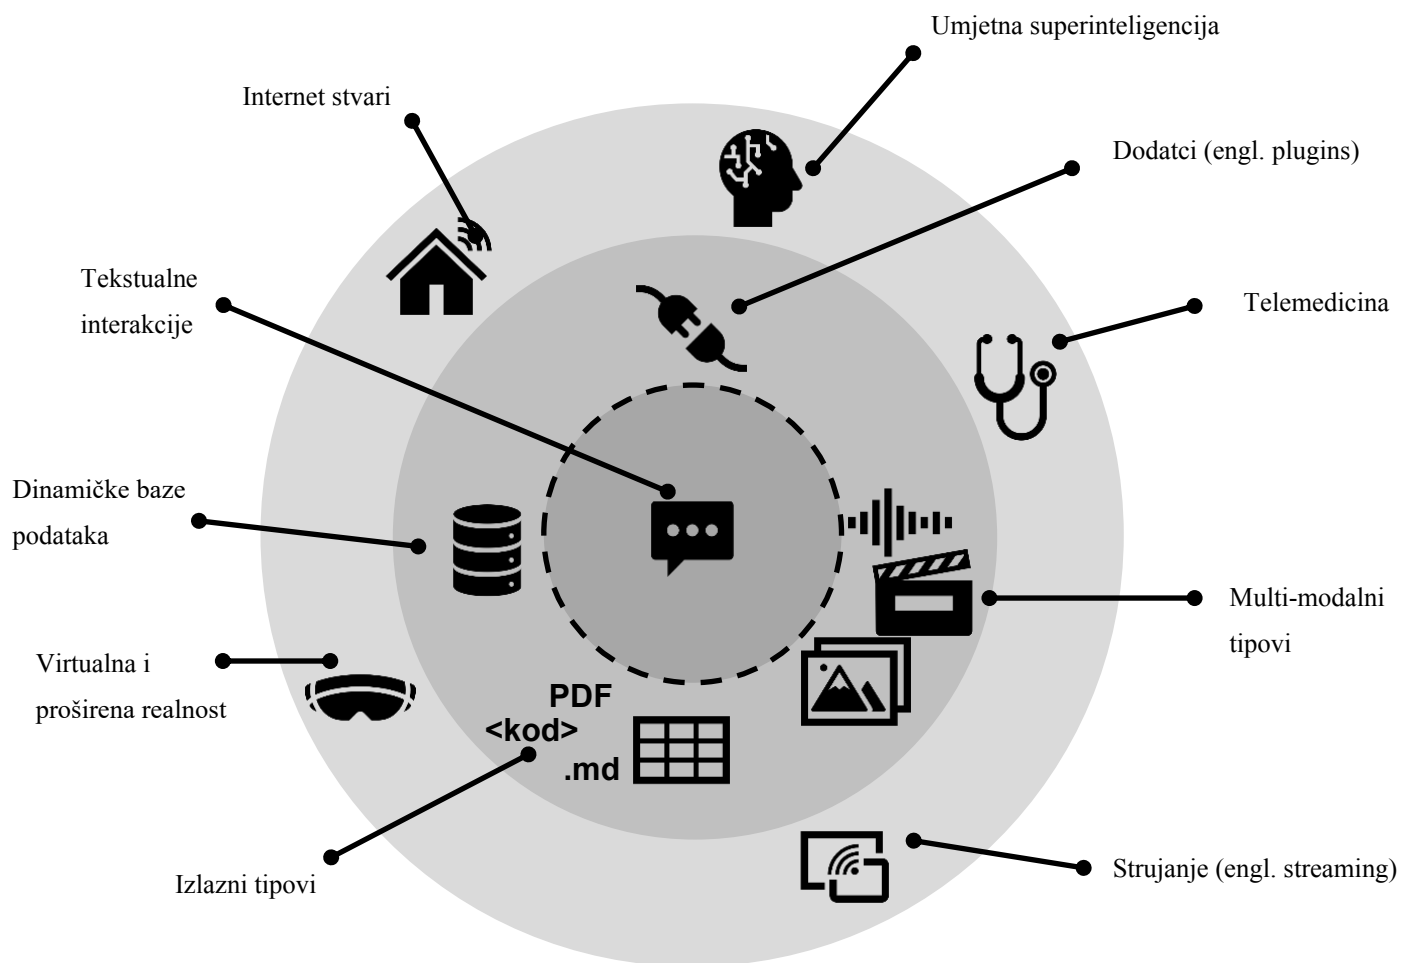 Umjetna superinteligencija
Internet stvari
Dodatci (engl. plugins)
Tekstualne
interakcije
Telemedicina
Dinamičke baze
podataka
Multi-modalni
tipovi
Virtualna i
proširena realnost
PDF
<kod>
.md
Izlazni tipovi
Strujanje (engl. streaming)